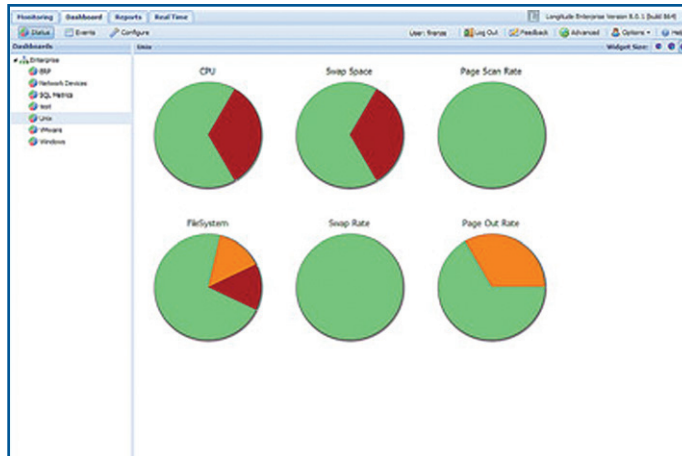 Monitoring Dashboard Reports Real Time Longitude Enterprise Version 8.0.1 [build 864]
Status Events Configure User: Log Out Feedback Advanced Options Help
Dashboards Unix Widget Size:
Enterprise
ERP
Network Devices
SQL Metrics
test
Unix
VMware
Windows
CPU Swap Space Page Scan Rate
FileSystem Swap Rate Page Out Rate